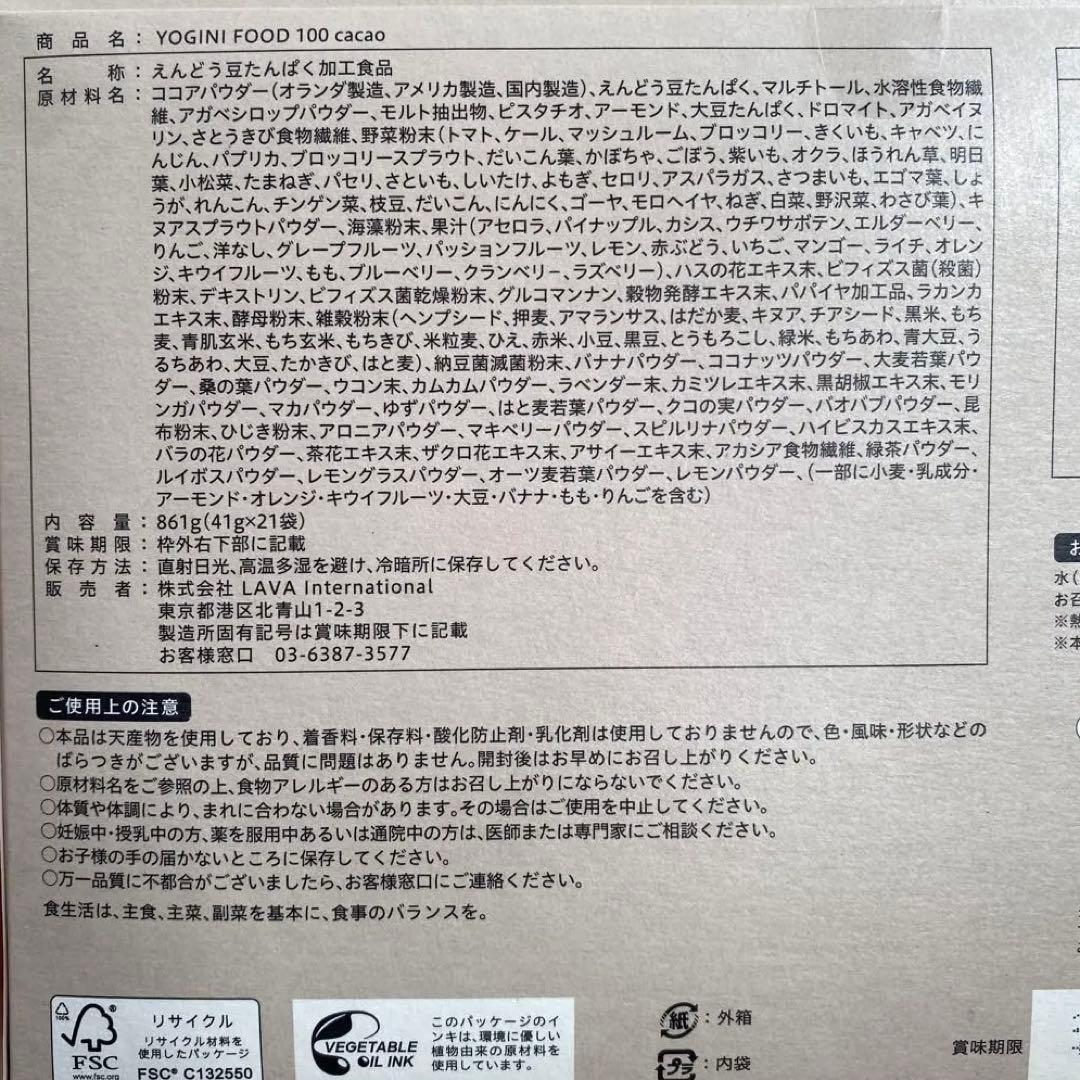 商品名：YOGINI FOOD 100 cacao
名称：えんどう豆たんぱく加工食品
原材料名：ココアパウダー（オランダ製造、アメリカ製造、国内製造）、えんどう豆たんぱく、マルチトール、水溶性食物繊
維、アガベシロップパウダー、モルト抽出物、ピスタチオ、アーモンド、大豆たんぱく、ドロマイト、アガベイヌ
リン、さとうきび食物繊維、野菜粉末（トマト、ケール、マッシュルーム、ブロッコリー、きくいも、キャベツ、に
んじん、パプリカ、ブロッコリースプラウト、だいこん葉、かぼちゃ、ごぼう、紫いも、オクラ、ほうれん草、明日
葉、小松菜、たまねぎ、パセリ、さといも、しいたけ、よもぎ、セロリ、アスパラガス、さつまいも、エゴマ葉、しょ
うが、れんこん、チンゲン菜、枝豆、だいこん、にんにく、ゴーヤ、モロヘイヤ、ねぎ、白菜、野沢菜、わさび葉）、キ
ヌアスプラウトパウダー、海藻粉末、果汁（アセロラ、パイナップル、カシス、ウチワサボテン、エルダーベリー、
りんご、洋なし、グレープフルーツ、パッションフルーツ、レモン、赤ぶどう、いちご、マンゴー、ライチ、オレン
ジ、キウイフルーツ、もも、ブルーベリー、クランベリー、ラズベリー）、ハスの花エキス末、ビフィズス菌（殺菌）
粉末、デキストリン、ビフィズス菌乾燥粉末、グルコマンナン、穀物発酵エキス末、パパイヤ加工品、ラカンカ
エキス末、酵母粉末、雑穀粉末（ヘンプシード、押麦、アマランサス、はだか麦、キヌア、チアシード、黒米、もち
麦、青肌玄米、もち玄米、もちきび、米粒麦、ひえ、赤米、小豆、黒豆、とうもろこし、緑米、もちあわ、青大豆、う
るちあわ、大豆、たかきび、はと麦）、納豆菌滅菌粉末、バナナパウダー、ココナッツパウダー、大麦若葉パウ
ダー、桑の葉パウダー、ウコン末、カムカムパウダー、ラベンダー末、カミツレエキス末、黒胡椒エキス末、モリ
ンガパウダー、マカパウダー、ゆずパウダー、はと麦若葉パウダー、クコの実パウダー、バオバブパウダー、昆
布粉末、ひじき粉末、アロニアパウダー、マキベリーパウダー、スピルリナパウダー、ハイビスカスエキス末、
バラの花パウダー、茶花エキス末、ザクロ花エキス末、アサイーエキス末、アカシア食物繊維、緑茶パウダー、
ルイボスパウダー、レモングラスパウダー、オーツ麦若葉パウダー、レモンパウダー、（一部に小麦・乳成分・
アーモンド・オレンジ・キウイフルーツ・大豆・バナナ・もも・りんごを含む）
内容量：861g(41g×21袋)
賞味期限：枠外右下部に記載
保存方法：直射日光、高温多湿を避け、冷暗所に保存してください。
販売者：株式会社 LAVA International
東京都港区北青山1-2-3
製造所固有記号は賞味期限下に記載
お客様窓口 03-6387-3577
ご使用上の注意
○本品は天産物を使用しており、着香料・保存料・酸化防止剤・乳化剤は使用しておりませんので、色・風味・形状などの
ばらつきがございますが、品質に問題はありません。開封後はお早めにお召し上がりください。
○原材料名をご参照の上、食物アレルギーのある方はお召し上がりにならないでください。
○体質や体調により、まれに合わない場合があります。その場合はご使用を中止してください。
○妊娠中・授乳中の方、薬を服用中あるいは通院中の方は、医師または専門家にご相談ください。
○お子様の手の届かないところに保存してください。
○万一品質に不都合がございましたら、お客様窓口にご連絡ください。
食生活は、主食、主菜、副菜を基本に、食事のバランスを。
100%
FSC
www.fsc.org
リサイクル
リサイクル材料を
使用したパッケージ
FSC® C132550
VEGETABLE
OIL INK
このパッケージのイ
ンキは、環境に優しい
植物由来の原材料を
使用しています。
紙：外箱
プラ：内袋
賞味期限
お
水（
お召
※熱
※本